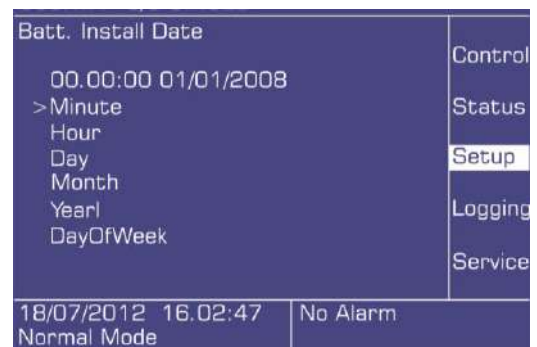 Batt. Install Date
00.00:00 01/01/2008
>Minute
Hour
Day
Month
Yearl
DayOfWeek
Control
Status
Setup
Logging
Service
18/07/2012 16.02:47
Normal Mode
No Alarm